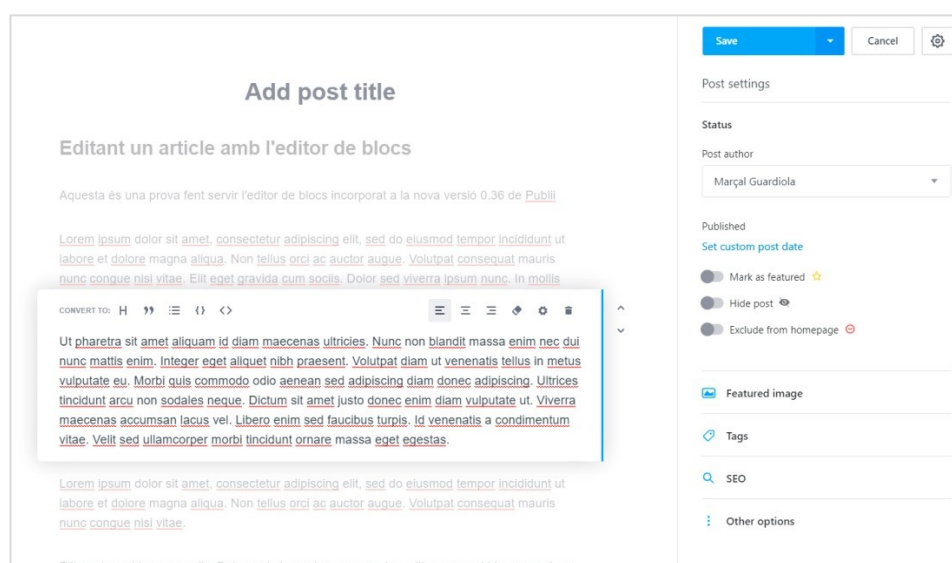 Add post title
Editant un article amb l'editor de blocs
Aquesta és una prova fent servir l'editor de blocs incorporat a la nova versió 0.36 de Publii
Lorem ipsum dolor sit amet, consectetur adipiscing elit, sed do eiusmod tempor incididunt ut
labore et dolore magna aliqua. Non tellus orci ac auctor augue. Volutpat consequat mauris
nunc congue nisi vitae. Elit eget gravida cum sociis. Dolor sed viverra ipsum nunc. In mollis
CONVERT TO:
Ut pharetra sit amet aliquam id diam maecenas ultricies. Nunc non blandit massa enim nec dui
nunc mattis enim. Integer eget aliquet nibh praesent. Volutpat diam ut venenatis tellus in metus
vulputate eu. Morbi quis commodo odio aenean sed adipiscing diam donec adipiscing. Ultrices
tincidunt arcu non sodales neque. Dictum sit amet justo donec enim diam vulputate ut. Viverra
maecenas accumsan lacus vel. Libero enim sed faucibus turpis. Id venenatis a condimentum
vitae. Velit sed ullamcorper morbi tincidunt ornare massa eget egestas.
Lorem ipsum dolor sit amet, consectetur adipiscing elit, sed do eiusmod tempor incididunt ut
labore et dolore magna aliqua. Non tellus orci ac auctor augue. Volutpat consequat mauris
nunc congue nisi vitae.
Save
Cancel
Post settings
Status
Post author
Marçal Guardiola
Published
Set custom post date
Mark as featured
Hide post
Exclude from homepage
Featured image
Tags
SEO
Other options